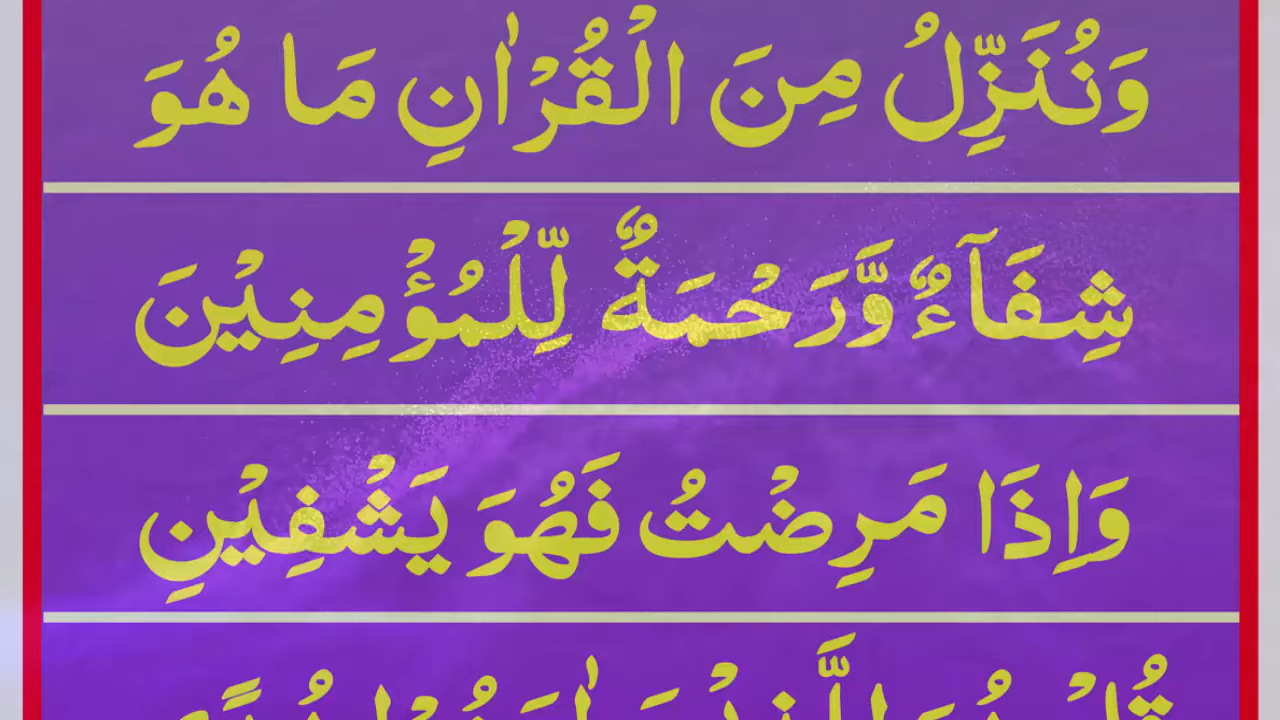 وَنُنَزِّلُ مِنَ الْقُرْاٰنِ مَا هُوَ
شِفَآءٌ وَّرَحْمَةٌ لِّلْمُؤْمِنِيْنَ
وَاِذَا مَرِضْتُ فَهُوَ يَشْفِيْنِ